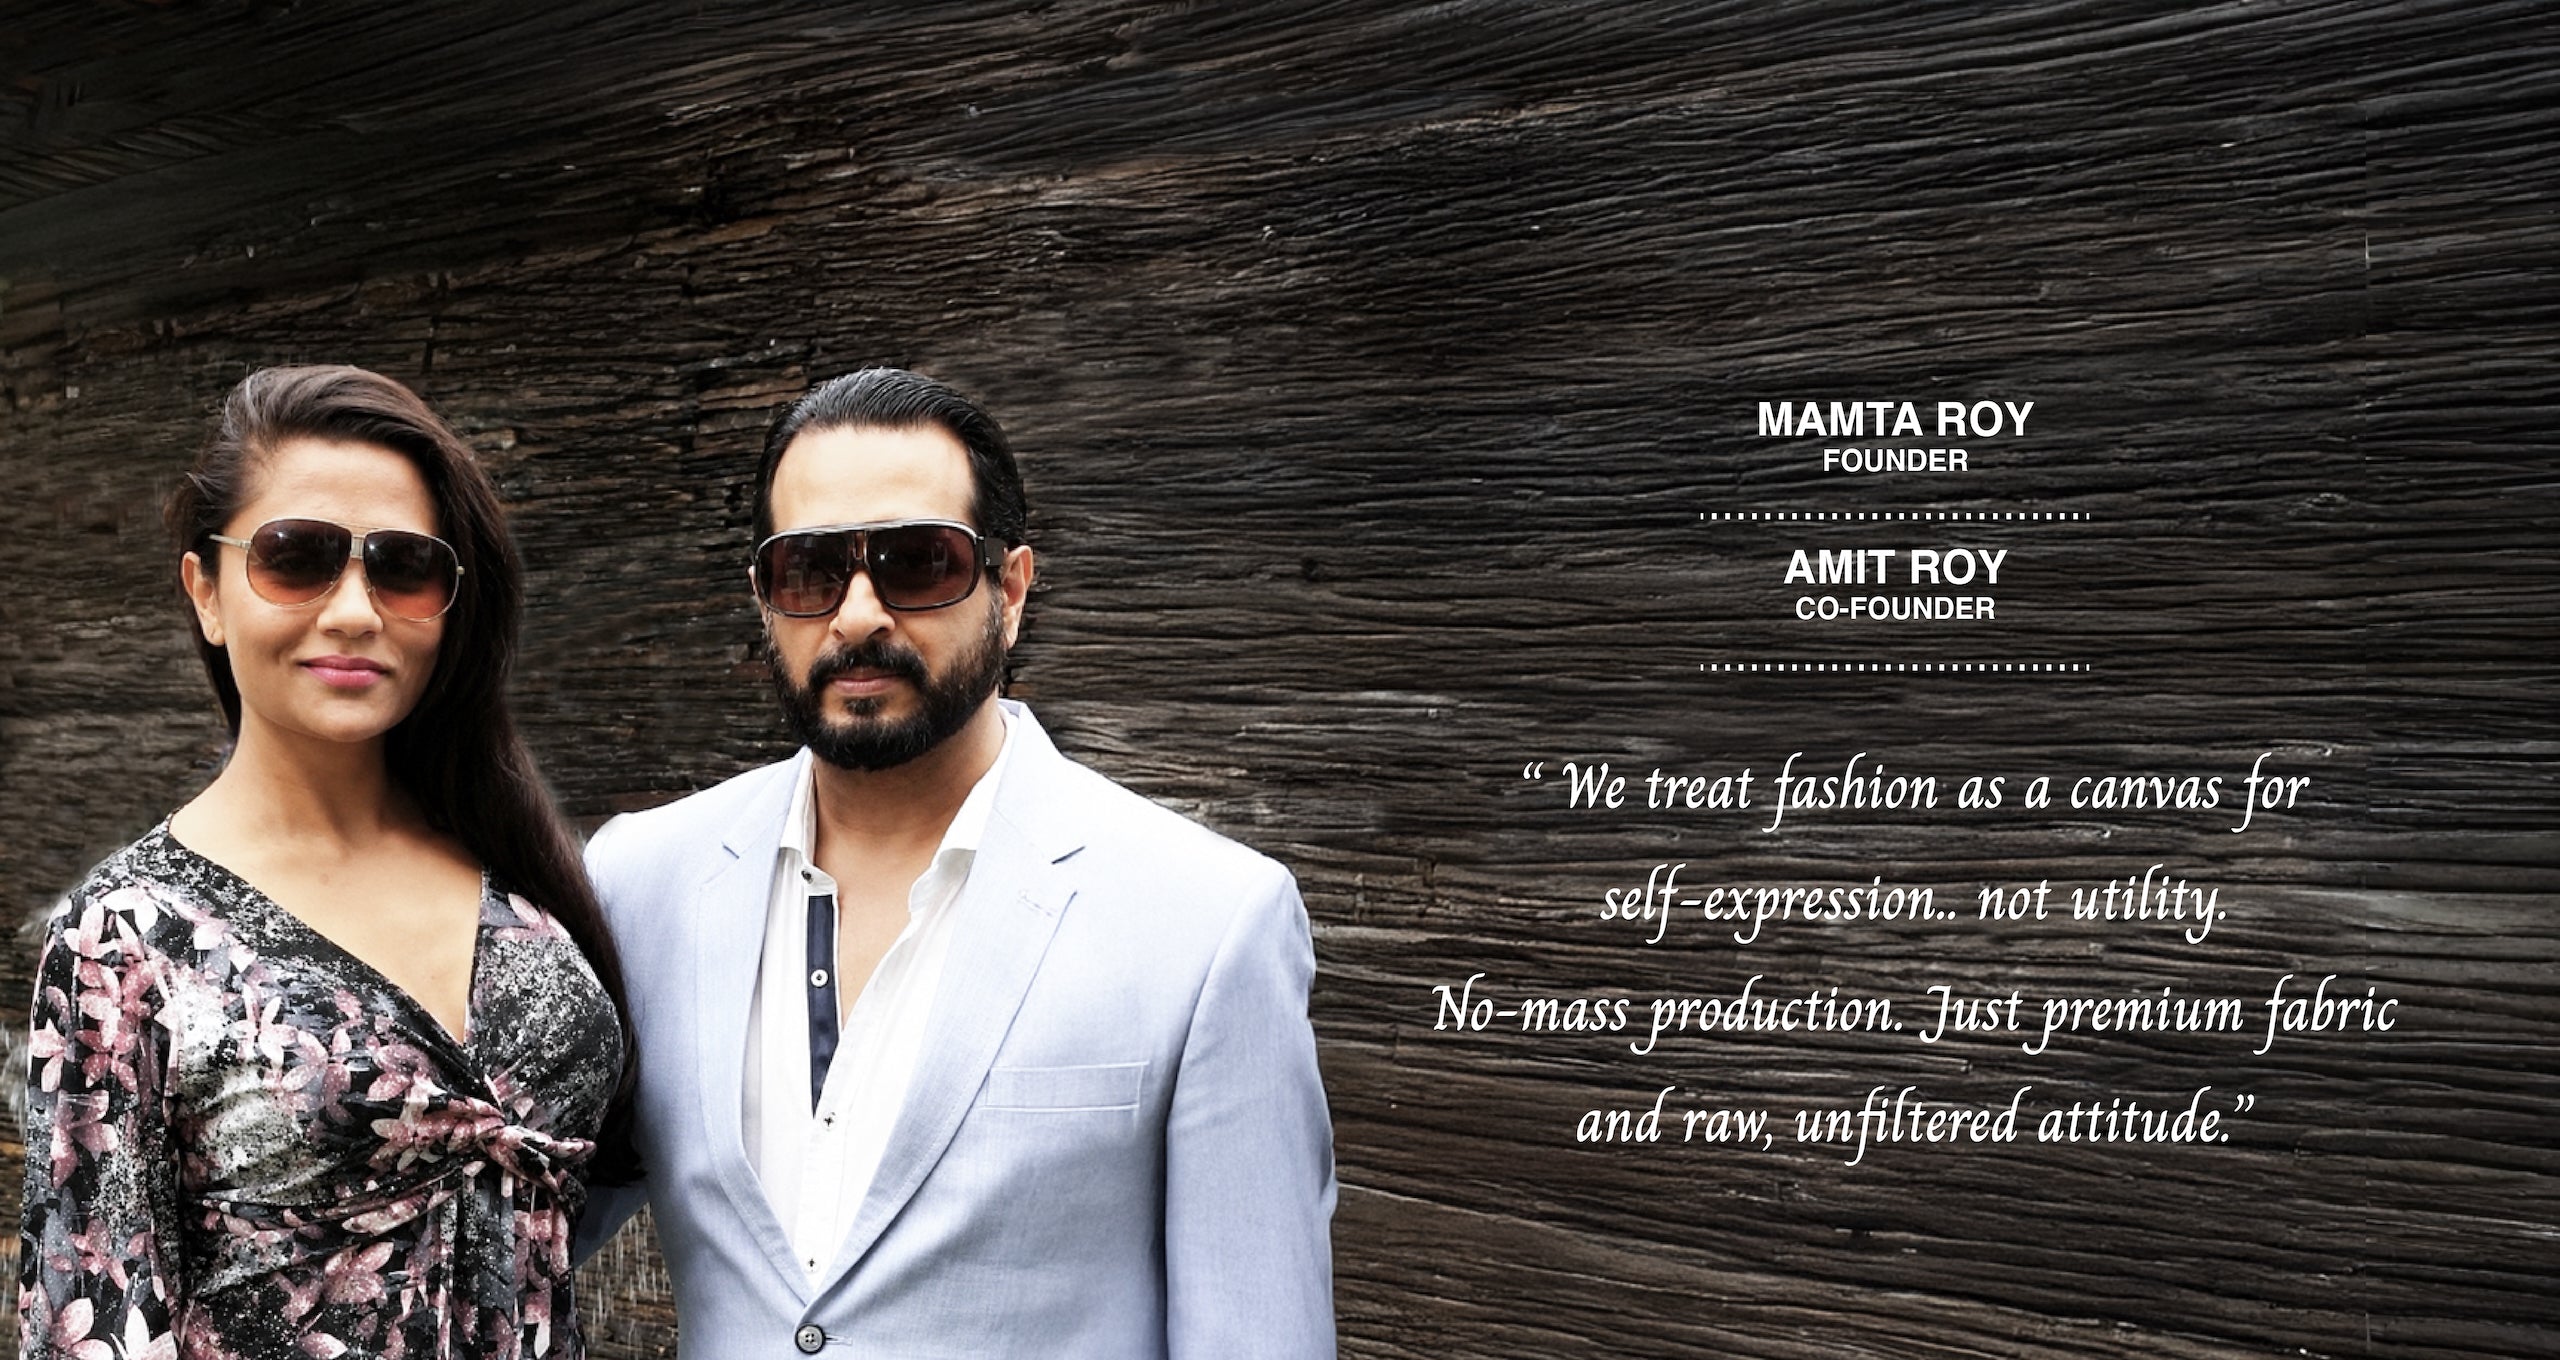 MAMTA ROY
FOUNDER
AMIT ROY
CO-FOUNDER
“ We treat fashion as a canvas for
self-expression.. not utility.
No-mass production. Just premium fabric
and raw, unfiltered attitude.”